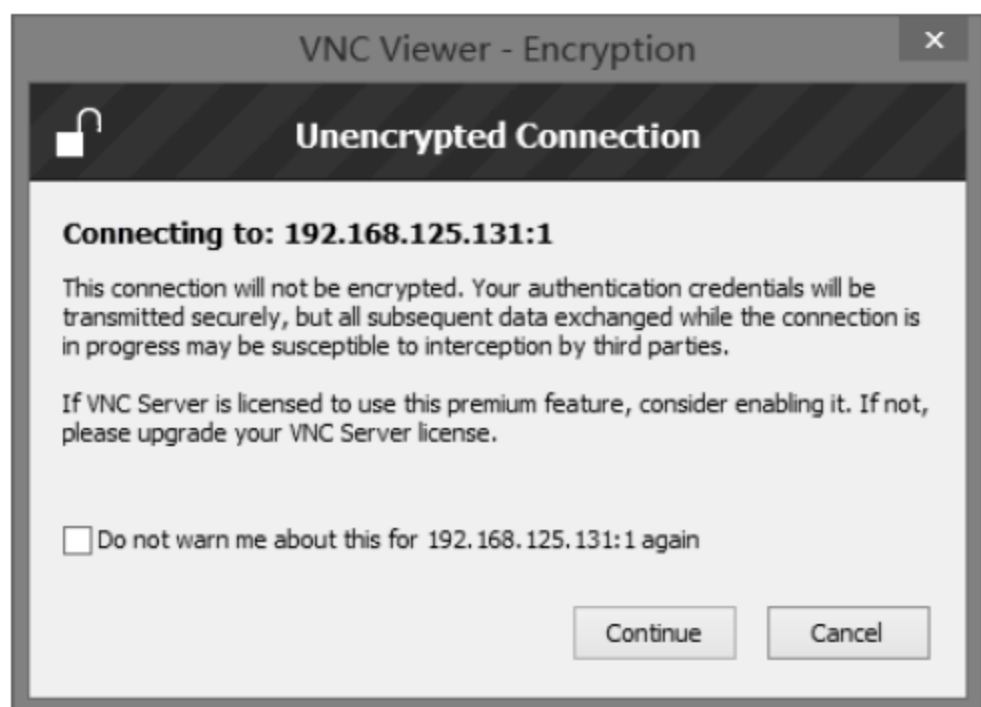 VNC Viewer - Encryption
Unencrypted Connection
Connecting to: 192.168.125.131:1
This connection will not be encrypted. Your authentication credentials will be
transmitted securely, but all subsequent data exchanged while the connection is
in progress may be susceptible to interception by third parties.
If VNC Server is licensed to use this premium feature, consider enabling it. If not,
please upgrade your VNC Server license.
Do not warn me about this for 192.168.125.131:1 again
Continue
Cancel